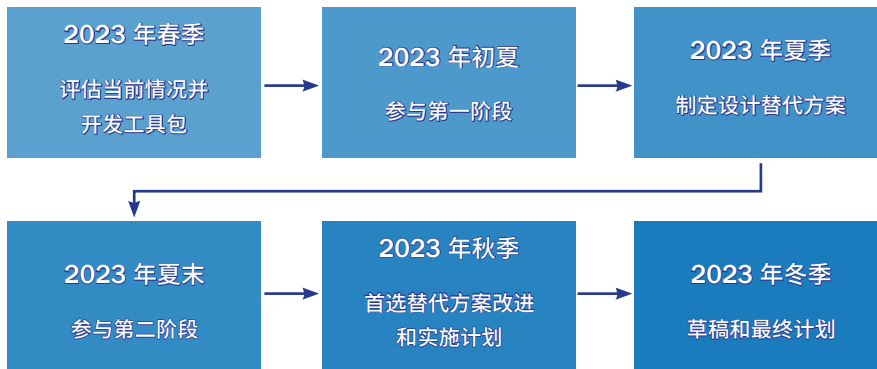 2023 年春季
评估当前情况并
开发工具包
2023 年初夏
参与第一阶段
2023 年夏季
制定设计替代方案
2023 年夏末
参与第二阶段
2023 年秋季
首选替代方案改进
和实施计划
2023 年冬季
草稿和最终计划